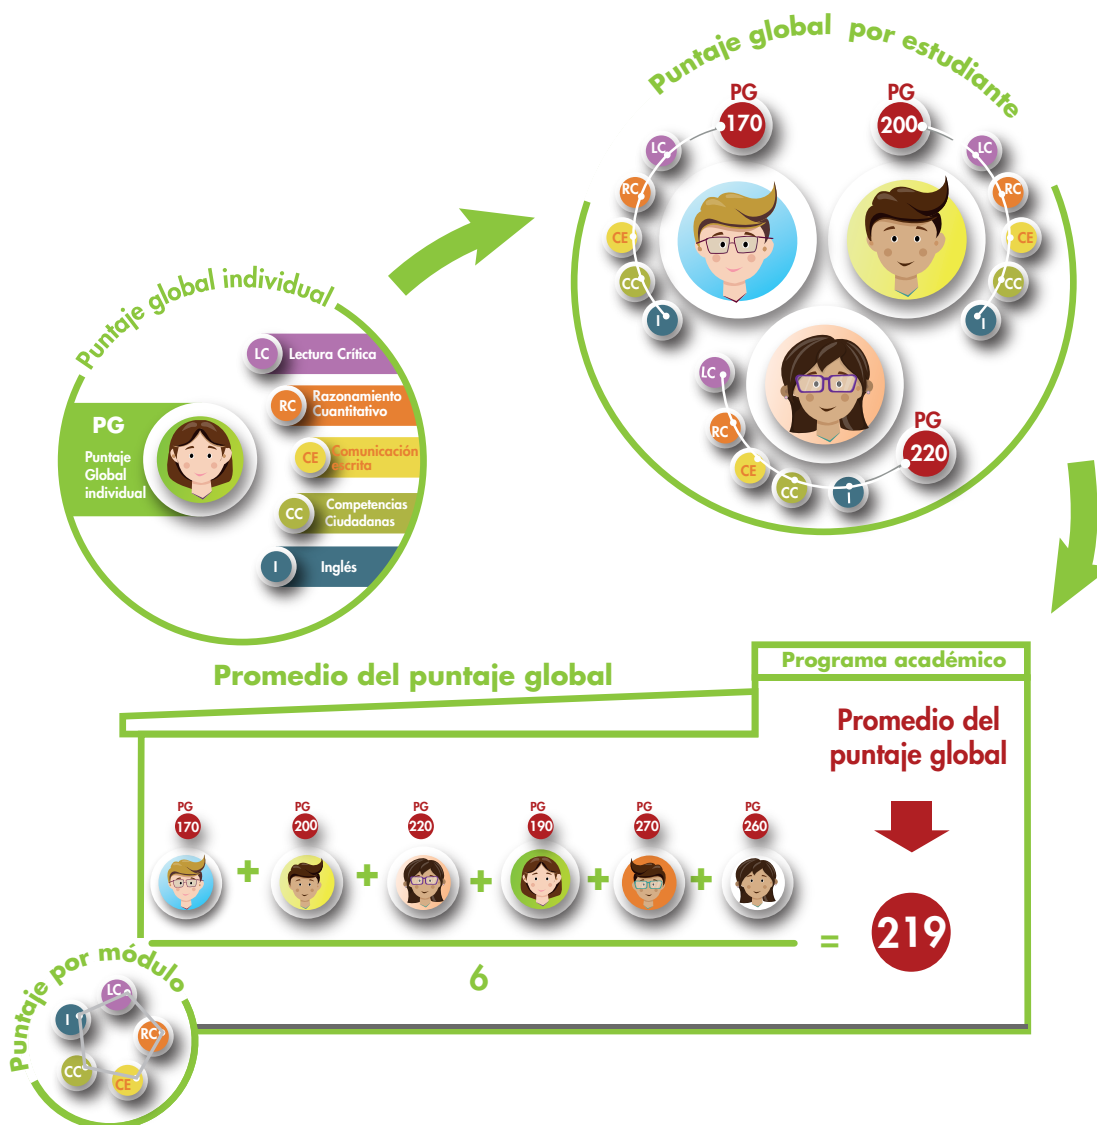 Puntaje global individual
PG
Puntaje
Global
individual
LC
Lectura Crítica
RC
Razonamiento
Cuantitativo
CE
Comunicación
escrita
CC
Competencias
Ciudadanas
I
Inglés
Puntaje global por estudiante
PG
170
LC
RC
CE
CC
I
PG
200
LC
RC
CE
CC
I
LC
RC
CE
CC
I
PG
220
Promedio del puntaje global
Programa académico
Promedio del
puntaje global
PG
170
+
PG
200
+
PG
220
+
PG
190
+
PG
270
+
PG
260
6
=
219
Puntaje por módulo
LC
I
RC
CC
CE